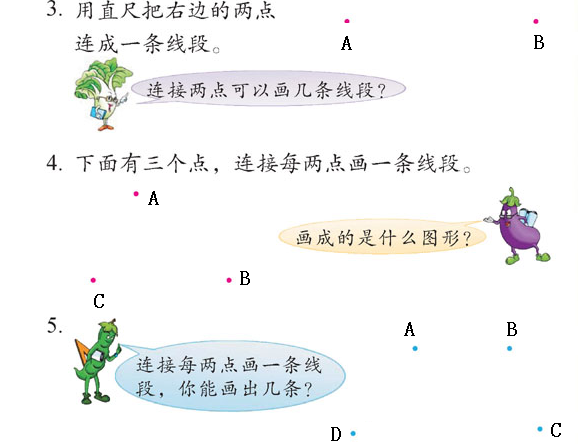 3. 用直尺把右边的两点
连成一条线段。
A
B
连接两点可以画几条线段？
4. 下面有三个点，连接每两点画一条线段。
A
画成的是什么图形？
B
C
5.
A
B
连接每两点画一条线
段，你能画出几条？
D
C